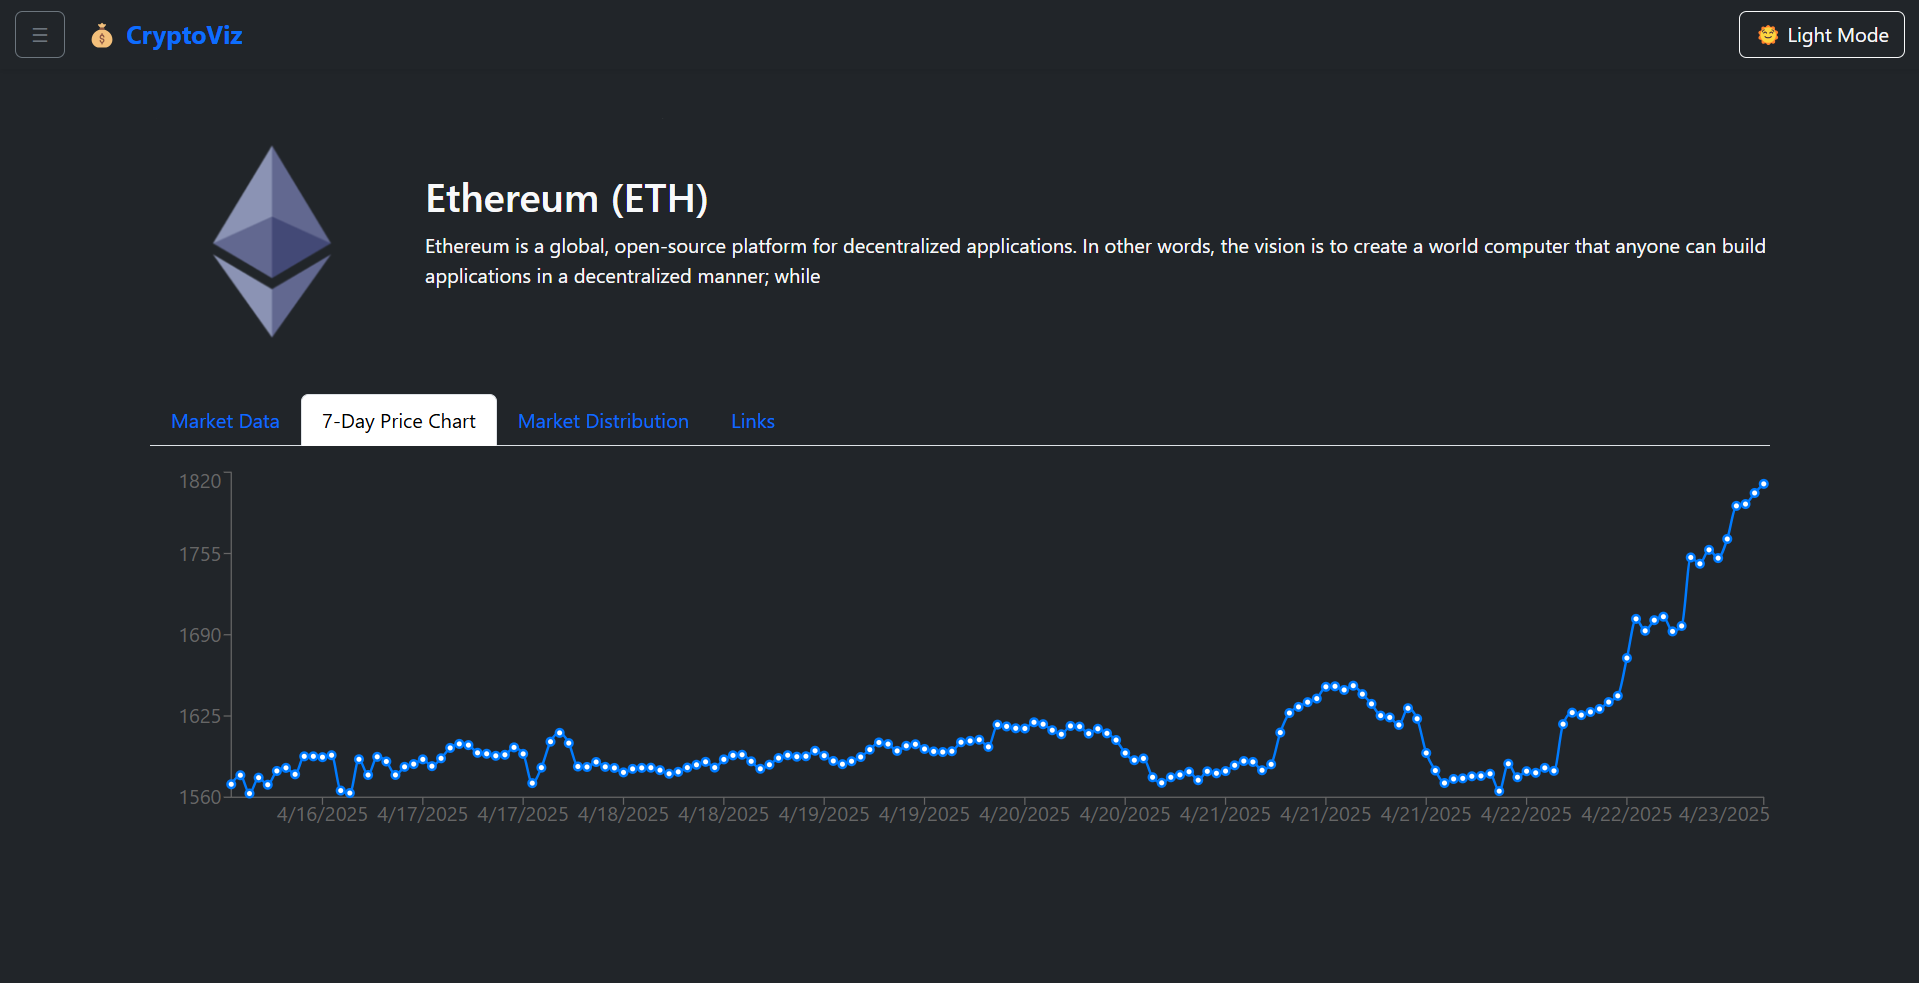 ☰
CryptoViz
🌞 Light Mode
Ethereum (ETH)
Ethereum is a global, open-source platform for decentralized applications. In other words, the vision is to create a world computer that anyone can build
applications in a decentralized manner; while
Market Data
7-Day Price Chart
Market Distribution
Links
1820
1755
1690
1625
1560
4/16/2025 4/17/2025 4/17/2025 4/18/2025 4/18/2025 4/19/2025 4/19/2025 4/20/2025 4/20/2025 4/21/2025 4/21/2025 4/21/2025 4/22/2025 4/22/2025 4/23/2025